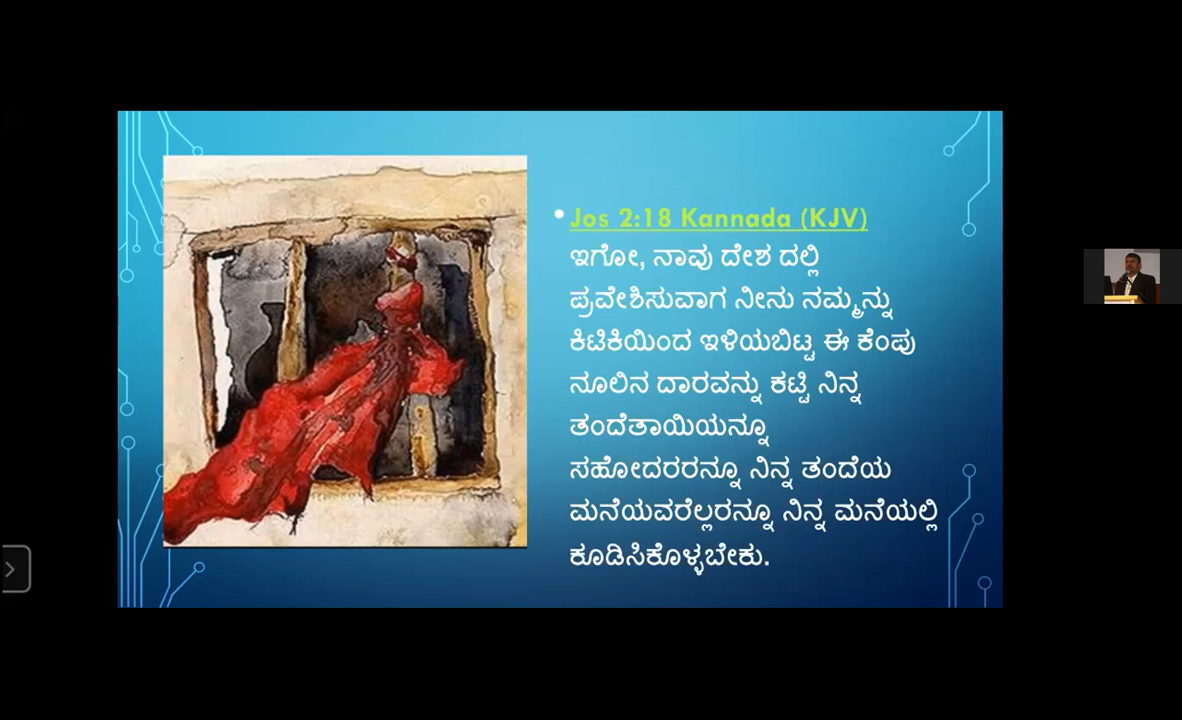 Jos 2:18 Kannada (KJV)
ಇಗೋ, ನಾವು ದೇಶ ದಲ್ಲಿ
ಪ್ರವೇಶಿಸುವಾಗ ನೀನು ನಮ್ಮನ್ನು
ಕಿಟಿಕಿಯಿಂದ ಇಳಿಯಬಿಟ್ಟ ಈ ಕೆಂಪು
ನೂಲಿನ ದಾರವನ್ನು ಕಟ್ಟಿ ನಿನ್ನ
ತಂದೆತಾಯಿಯನ್ನೂ
ಸಹೋದರರನ್ನೂ ನಿನ್ನ ತಂದೆಯ
ಮನೆಯವರೆಲ್ಲರನ್ನೂ ನಿನ್ನ ಮನೆಯಲ್ಲಿ
ಕೂಡಿಸಿಕೊಳ್ಳಬೇಕು.